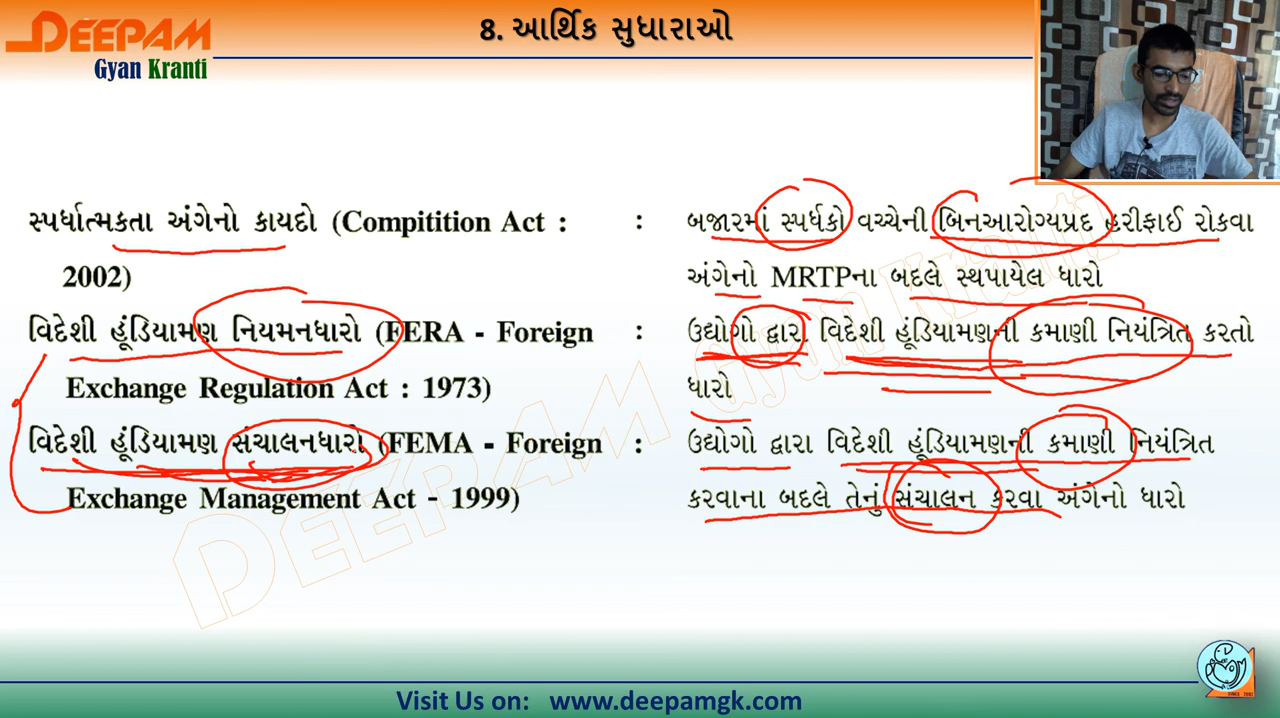 DEEPAM
Gyan Kranti
8. આર્થિક સુધારાઓ
સ્પર્ધાત્મકતા અંગેનો કાયદો (Compitition Act : : બજારમાં સ્પર્ધકો વચ્ચેની બિનઆરોગ્યપ્રદ હરીફાઈ રોકવા
2002) અંગેનો MRTPના બદલે સ્થપાયેલ ધારો
વિદેશી હૂંડિયામણ નિયમનધારો (FERA - Foreign : ઉદ્યોગો દ્વારા વિદેશી હૂંડિયામણની કમાણી નિયંત્રિત કરતો
Exchange Regulation Act : 1973) ધારો
વિદેશી હૂંડિયામણ સંચાલનધારો (FEMA - Foreign : ઉદ્યોગો દ્વારા વિદેશી હૂંડિયામણની કમાણી નિયંત્રિત
Exchange Management Act - 1999) કરવાના બદલે તેનું સંચાલન કરવા અંગેનો ધારો
DEEPAM Gyan Kranti
Visit Us on: www.deepamgk.com